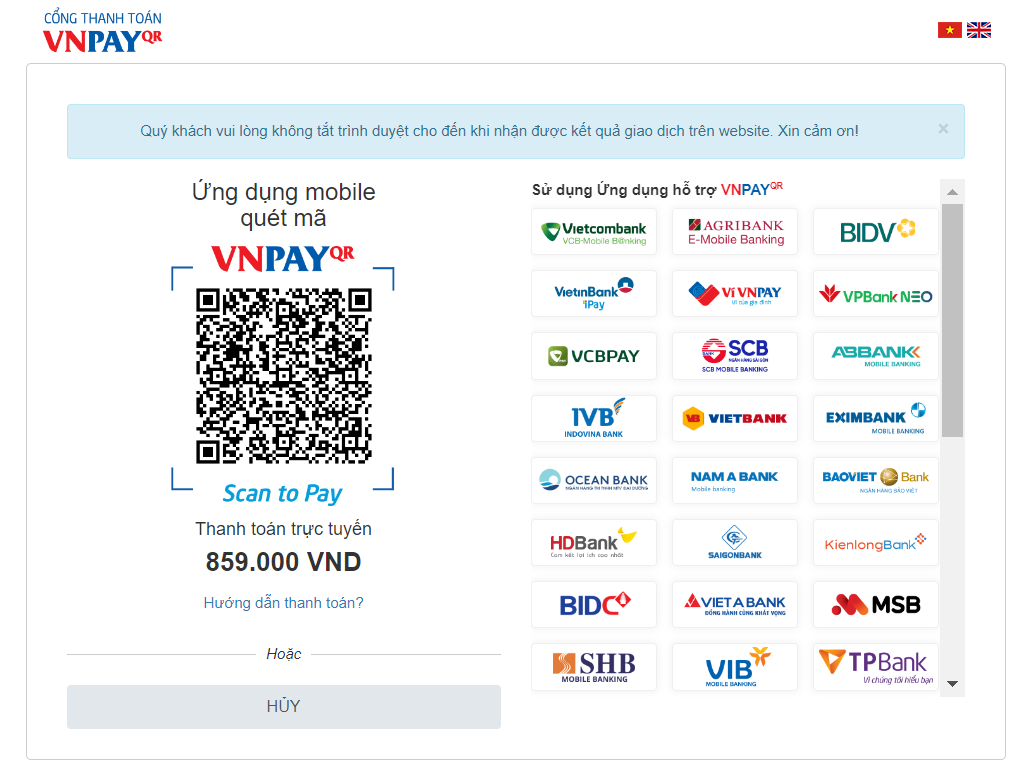 CỔNG THANH TOÁN
VNPAYQR
Quý khách vui lòng không tắt trình duyệt cho đến khi nhận được kết quả giao dịch trên website. Xin cảm ơn!
×
Ứng dụng mobile
quét mã
VNPAYQR
Scan to Pay
Thanh toán trực tuyến
859.000 VND
Hướng dẫn thanh toán?
Hoặc
HỦY
Sử dụng Ứng dụng hỗ trợ VNPAYQR
Vietcombank
VCB-Mobile B@nking
AGRIBANK
E-Mobile Banking
BIDV
VietinBank
iPay
Ví VNPAY
Ví của gia đình
VPBank NEO
VCBPAY
SCB
NGÂN HÀNG SÀI GÒN
SCB MOBILE BANKING
ABBANK
MOBILE BANKING
IVB
INDOVINA BANK
VB VIETBANK
EXIMBANK
MOBILE BANKING
OCEAN BANK
NGÂN HÀNG TM TNHH MTV ĐẠI DƯƠNG
NAM A BANK
Mobile banking
BAOVIET Bank
NGÂN HÀNG BẢO VIỆT
HDBank
Cam kết lợi ích cao nhất
SAIGONBANK
KienlongBank
BIDC
VIET A BANK
ĐỒNG HÀNH CÙNG KHÁT VỌNG
MSB
SHB
MOBILE BANKING
VIB
MOBILE BANKING
TPBank
Vì chúng tôi hiểu bạn